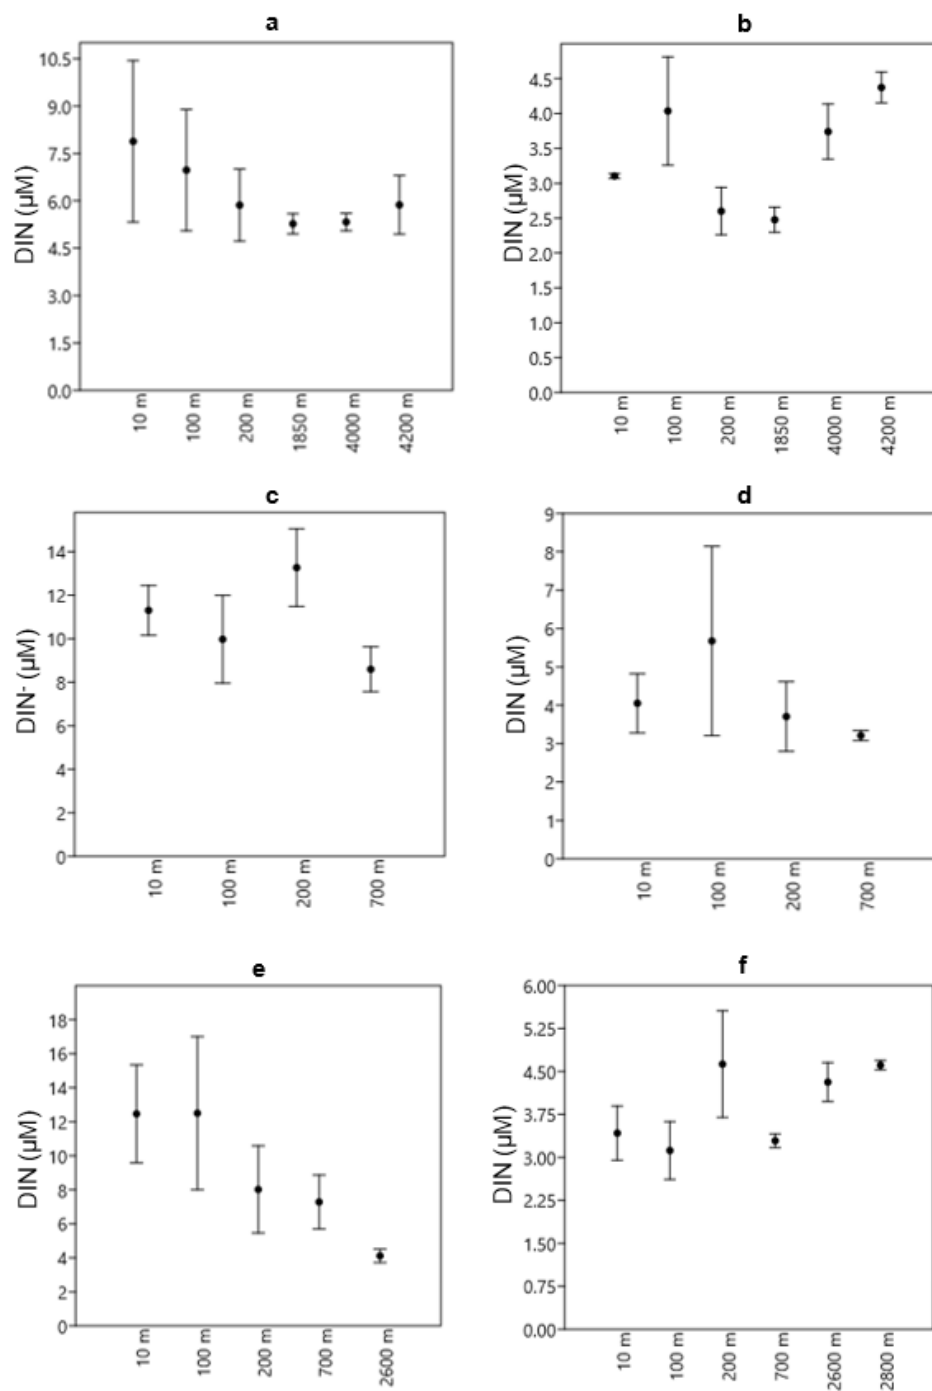 a
DIN (µM)
10.5
9.0
7.5
6.0
4.5
3.0
1.5
0.0
10 m
100 m
200 m
1850 m
4000 m
4200 m
b
DIN (µM)
4.5
4.0
3.5
3.0
2.5
2.0
1.5
1.0
0.5
0.0
10 m
100 m
200 m
1850 m
4000 m
4200 m
c
DIN- (µM)
14
12
10
8
6
4
2
0
10 m
100 m
200 m
700 m
d
DIN (µM)
9
8
7
6
5
4
3
2
1
0
10 m
100 m
200 m
700 m
e
DIN (µM)
18
16
14
12
10
8
6
4
2
0
10 m
100 m
200 m
700 m
2600 m
f
DIN (µM)
6.00
5.25
4.50
3.75
3.00
2.25
1.50
0.75
0.00
10 m
100 m
200 m
700 m
2600 m
2800 m